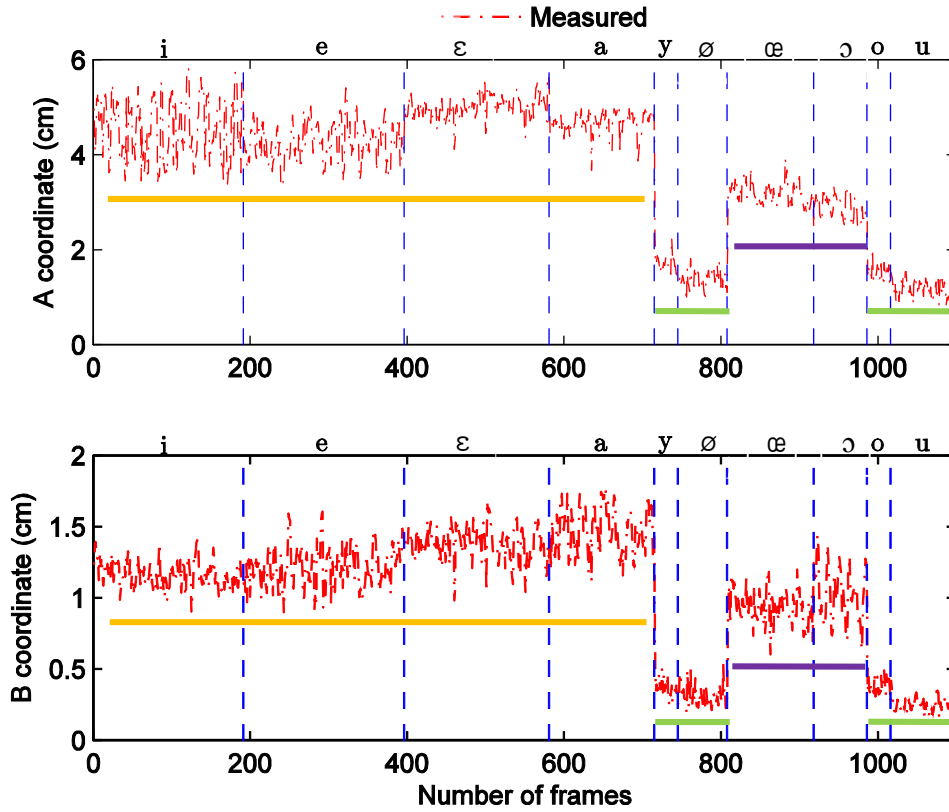 Measured
i e ɛ a y ø œ ɔ o u
6
4
2
0
A coordinate (cm)
0 200 400 600 800 1000
i e ɛ a y ø œ ɔ o u
2
1.5
1
0.5
0
B coordinate (cm)
0 200 400 600 800 1000
Number of frames